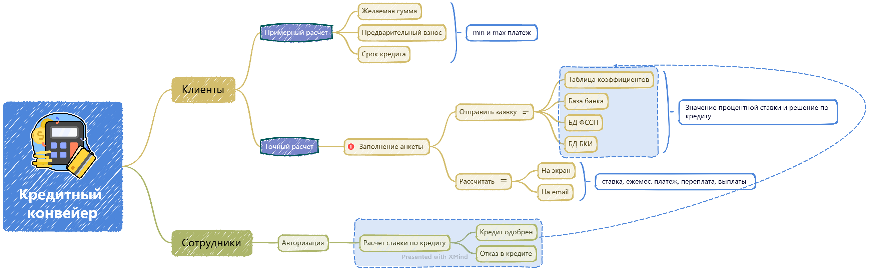 Кредитный
конвейер
Клиенты
Примерный расчет
Желаемая сумма
Предварительный взнос
Срок кредита
min и max платеж
Точный расчет
Заполнение анкеты
Отправить заявку
Таблица коэффициентов
База банка
БД ФССП
БД БКИ
Значение процентной ставки и решение по
кредиту
Рассчитать
На экран
На email
ставка, ежемес. платеж, переплата, выплаты
Сотрудники
Авторизация
Расчет ставки по кредиту
Кредит одобрен
Отказ в кредите
Presented with XMind